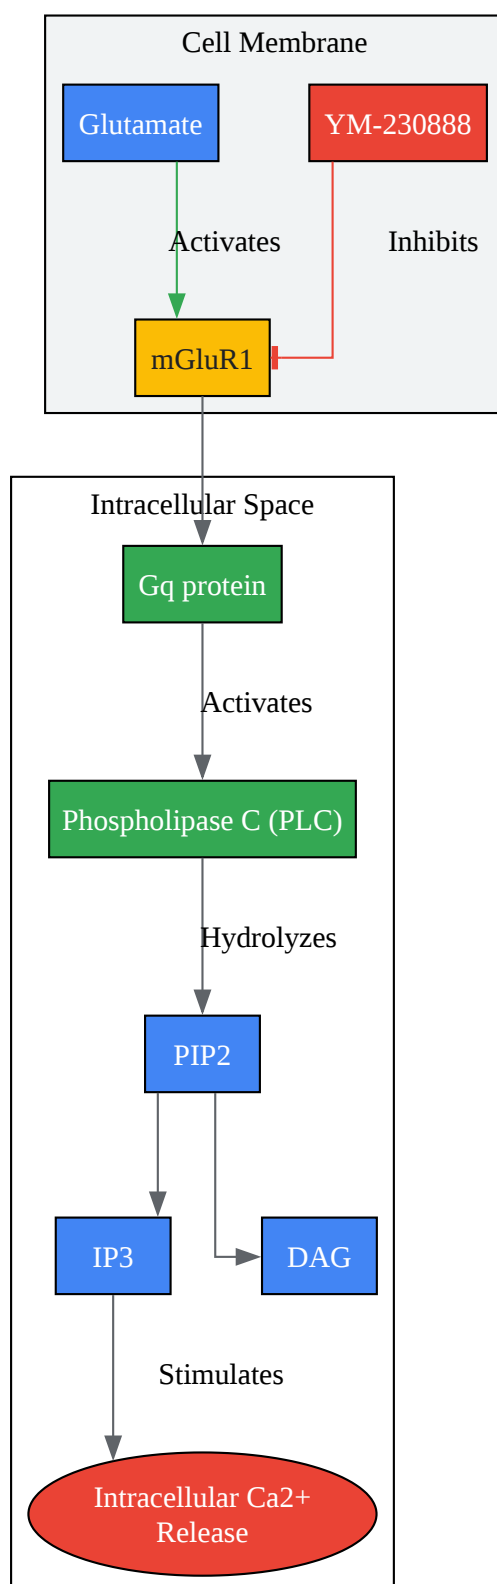 Cell Membrane
Glutamate
YM-230888
Activates
Inhibits
mGluR1
Intracellular Space
Gq protein
Activates
Phospholipase C (PLC)
Hydrolyzes
PIP2
IP3
DAG
Stimulates
Intracellular Ca2+
Release